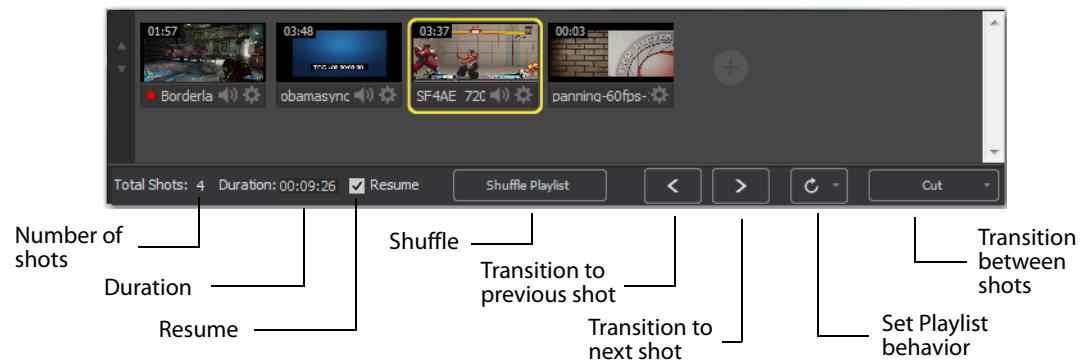 01:57
03:48
03:37
00:03
Borderla
obamasync
SF4AE_720
panning-60fps-
Total Shots: 4 Duration: 00:09:26 Resume
Shuffle Playlist
Cut
Number of
shots
Duration
Resume
Shuffle
Transition to
previous shot
Transition to
next shot
Set Playlist
behavior
Transition
between
shots